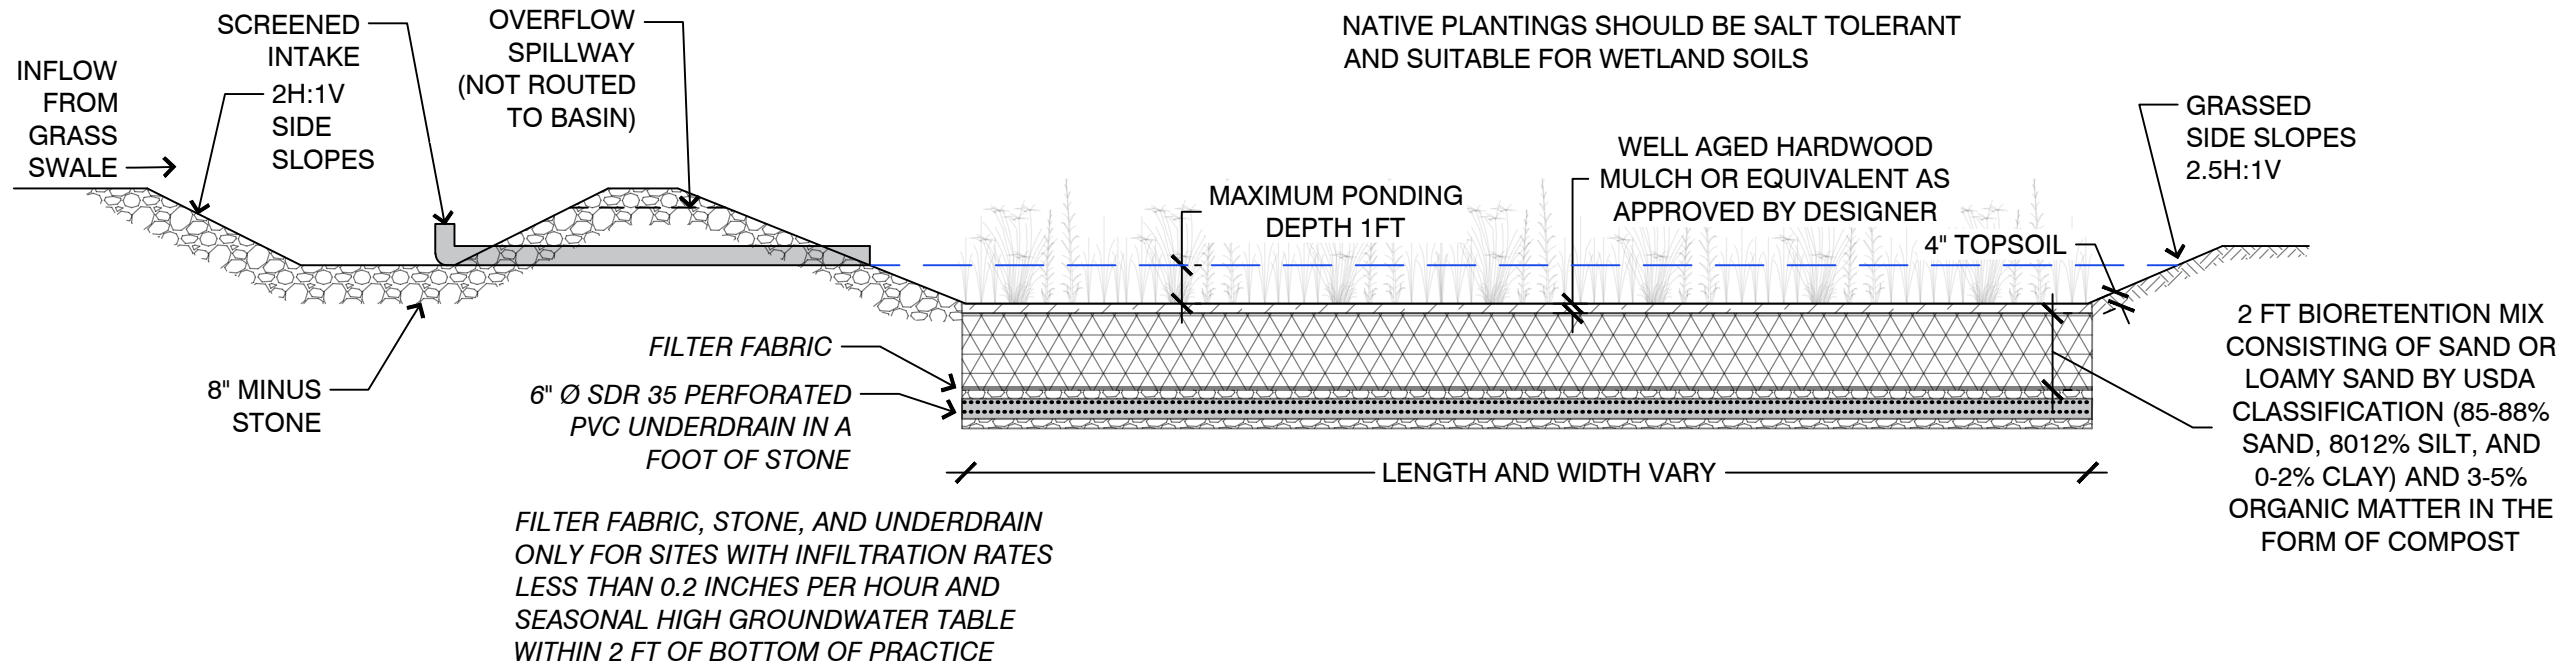 INFLOW
FROM
GRASS
SWALE
SCREENED
INTAKE
2H:1V
SIDE
SLOPES
OVERFLOW
SPILLWAY
(NOT ROUTED
TO BASIN)
NATIVE PLANTINGS SHOULD BE SALT TOLERANT
AND SUITABLE FOR WETLAND SOILS
MAXIMUM PONDING
DEPTH 1FT
WELL AGED HARDWOOD
MULCH OR EQUIVALENT AS
APPROVED BY DESIGNER
4" TOPSOIL
GRASSED
SIDE SLOPES
2.5H:1V
8" MINUS
STONE
FILTER FABRIC
6" Ø SDR 35 PERFORATED
PVC UNDERDRAIN IN A
FOOT OF STONE
LENGTH AND WIDTH VARY
2 FT BIORETENTION MIX
CONSISTING OF SAND OR
LOAMY SAND BY USDA
CLASSIFICATION (85-88%
SAND, 8012% SILT, AND
0-2% CLAY) AND 3-5%
ORGANIC MATTER IN THE
FORM OF COMPOST
FILTER FABRIC, STONE, AND UNDERDRAIN
ONLY FOR SITES WITH INFILTRATION RATES
LESS THAN 0.2 INCHES PER HOUR AND
SEASONAL HIGH GROUNDWATER TABLE
WITHIN 2 FT OF BOTTOM OF PRACTICE